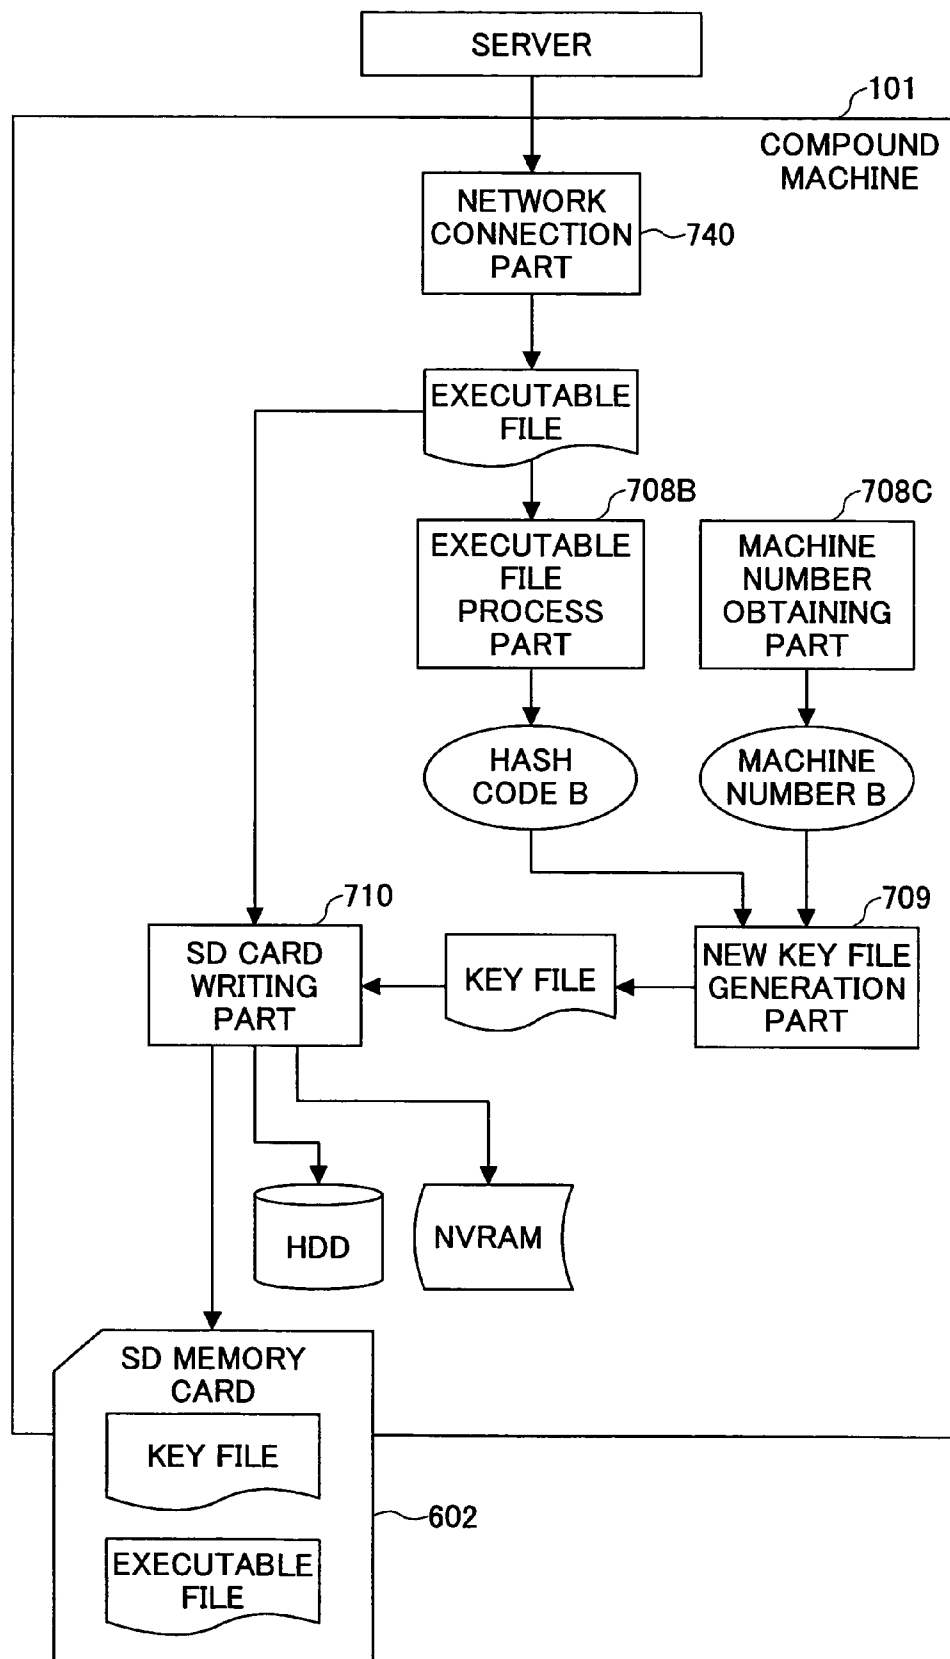 SERVER
101
COMPOUND
MACHINE
NETWORK
CONNECTION
PART
740
EXECUTABLE
FILE
708B
EXECUTABLE
FILE
PROCESS
PART
708C
MACHINE
NUMBER
OBTAINING
PART
HASH
CODE B
MACHINE
NUMBER B
710
SD CARD
WRITING
PART
KEY FILE
709
NEW KEY FILE
GENERATION
PART
HDD
NVRAM
SD MEMORY
CARD
KEY FILE
602
EXECUTABLE
FILE